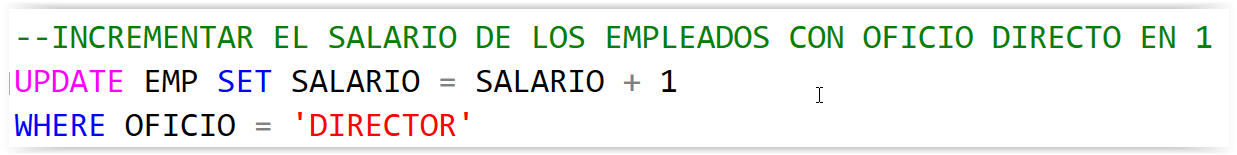 --INCREMENTAR EL SALARIO DE LOS EMPLEADOS CON OFICIO DIRECTO EN 1
UPDATE EMP SET SALARIO = SALARIO + 1
WHERE OFICIO = 'DIRECTOR'